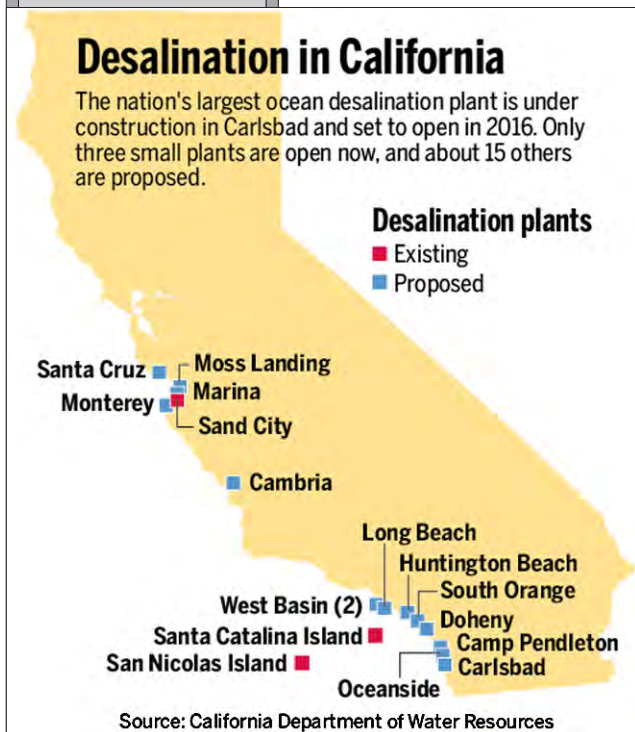 Desalination in California
The nation's largest ocean desalination plant is under
construction in Carlsbad and set to open in 2016. Only
three small plants are open now, and about 15 others
are proposed.
Desalination plants
Existing
Proposed
Santa Cruz
Moss Landing
Marina
Monterey
Sand City
Cambria
Long Beach
Huntington Beach
South Orange
West Basin (2)
Doheny
Santa Catalina Island
Camp Pendleton
San Nicolas Island
Carlsbad
Oceanside
Source: California Department of Water Resources